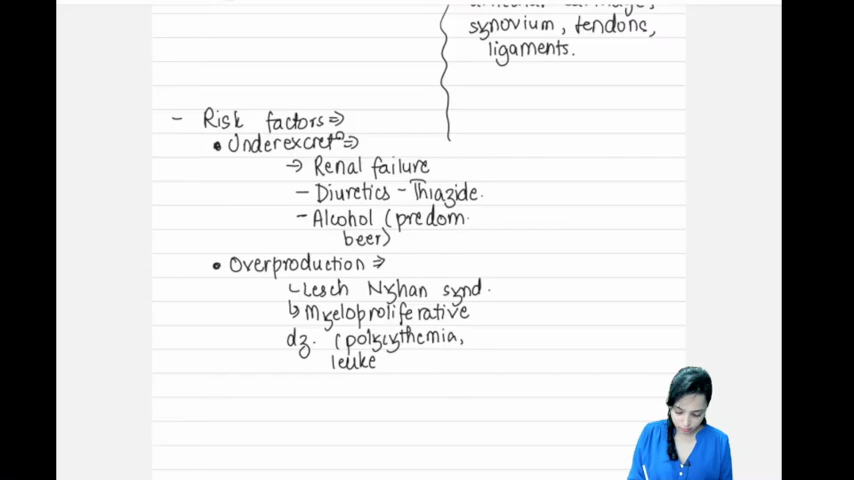 synovium, tendons,
ligaments.
- Risk factors ⇒
• Underexcretⁿ ⇒
→ Renal failure
- Diuretics - Thiazide.
- Alcohol (predom.
beer)
• Overproduction ⇒
↳ Lesch Nyhan synd.
↳ Myeloproliferative
dz. (polycythemia,
leuke